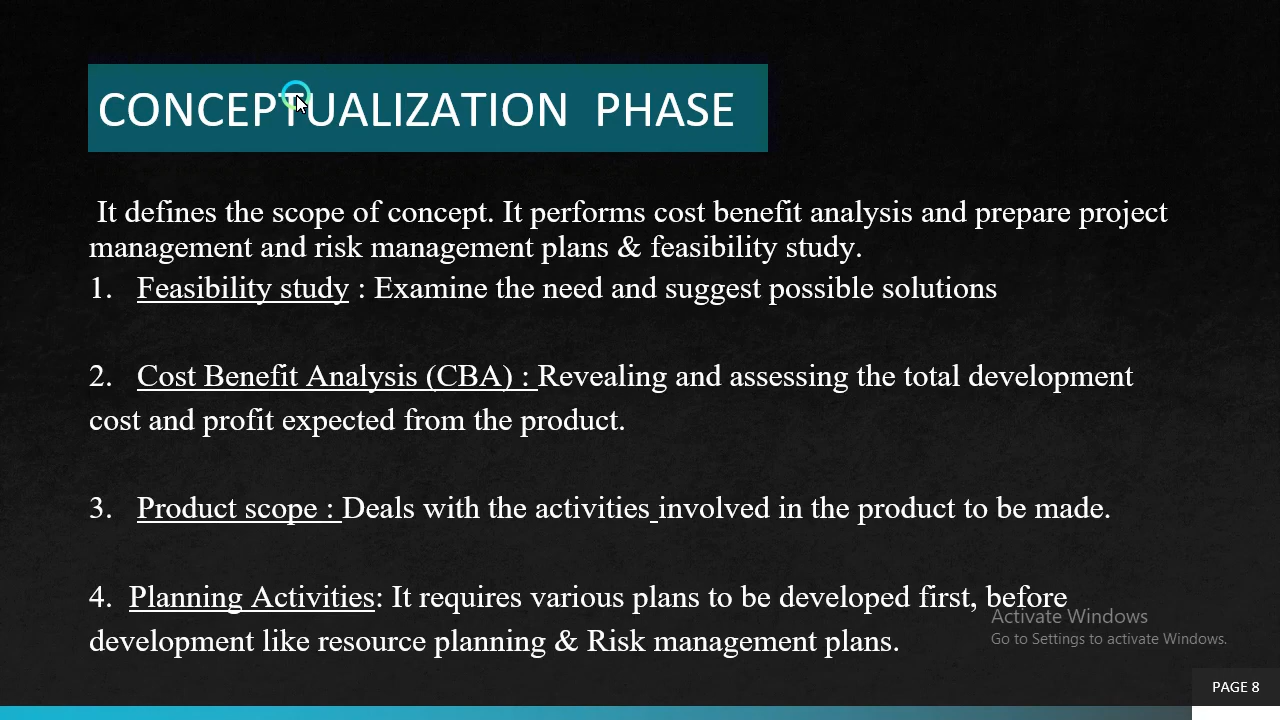 CONCEPTUALIZATION PHASE
It defines the scope of concept. It performs cost benefit analysis and prepare project
management and risk management plans & feasibility study.
1. Feasibility study : Examine the need and suggest possible solutions
2. Cost Benefit Analysis (CBA) : Revealing and assessing the total development
cost and profit expected from the product.
3. Product scope : Deals with the activities involved in the product to be made.
4. Planning Activities: It requires various plans to be developed first, before
development like resource planning & Risk management plans.
Activate Windows
Go to Settings to activate Windows.
PAGE 8